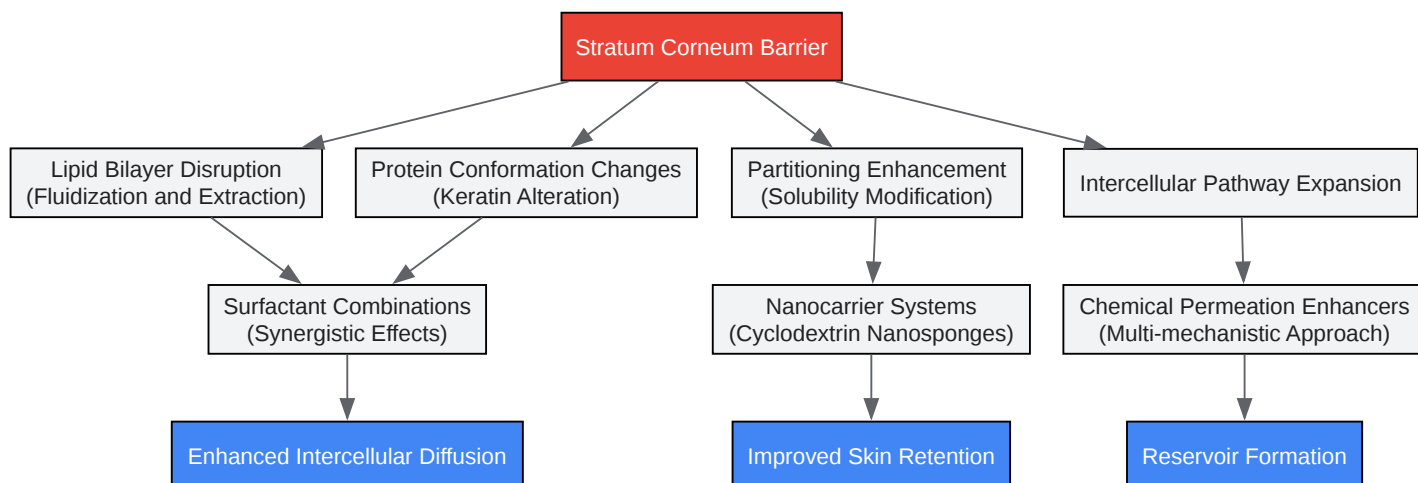 Stratum Corneum Barrier
Lipid Bilayer Disruption
(Fluidization and Extraction)
Protein Conformation Changes
(Keratin Alteration)
Partitioning Enhancement
(Solubility Modification)
Intercellular Pathway Expansion
Surfactant Combinations
(Synergistic Effects)
Nanocarrier Systems
(Cyclodextrin Nanosponges)
Chemical Permeation Enhancers
(Multi-mechanistic Approach)
Enhanced Intercellular Diffusion
Improved Skin Retention
Reservoir Formation